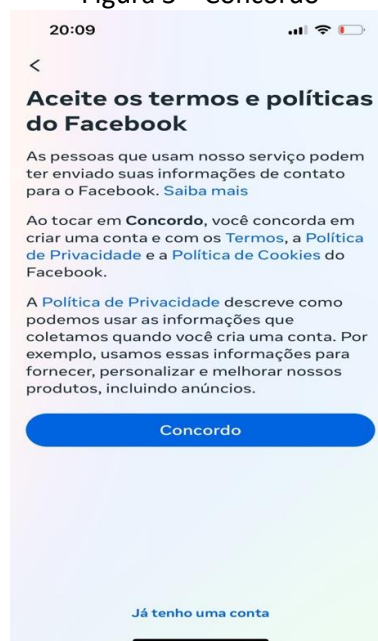 Figura 3 – Concordo
20:09
Aceite os termos e políticas
do Facebook
As pessoas que usam nosso serviço podem
ter enviado suas informações de contato
para o Facebook. Saiba mais
Ao tocar em Concordo, você concorda em
criar uma conta e com os Termos, a Política
de Privacidade e a Política de Cookies do
Facebook.
A Política de Privacidade descreve como
podemos usar as informações que
coletamos quando você cria uma conta. Por
exemplo, usamos essas informações para
fornecer, personalizar e melhorar nossos
produtos, incluindo anúncios.
Concordo
Já tenho uma conta